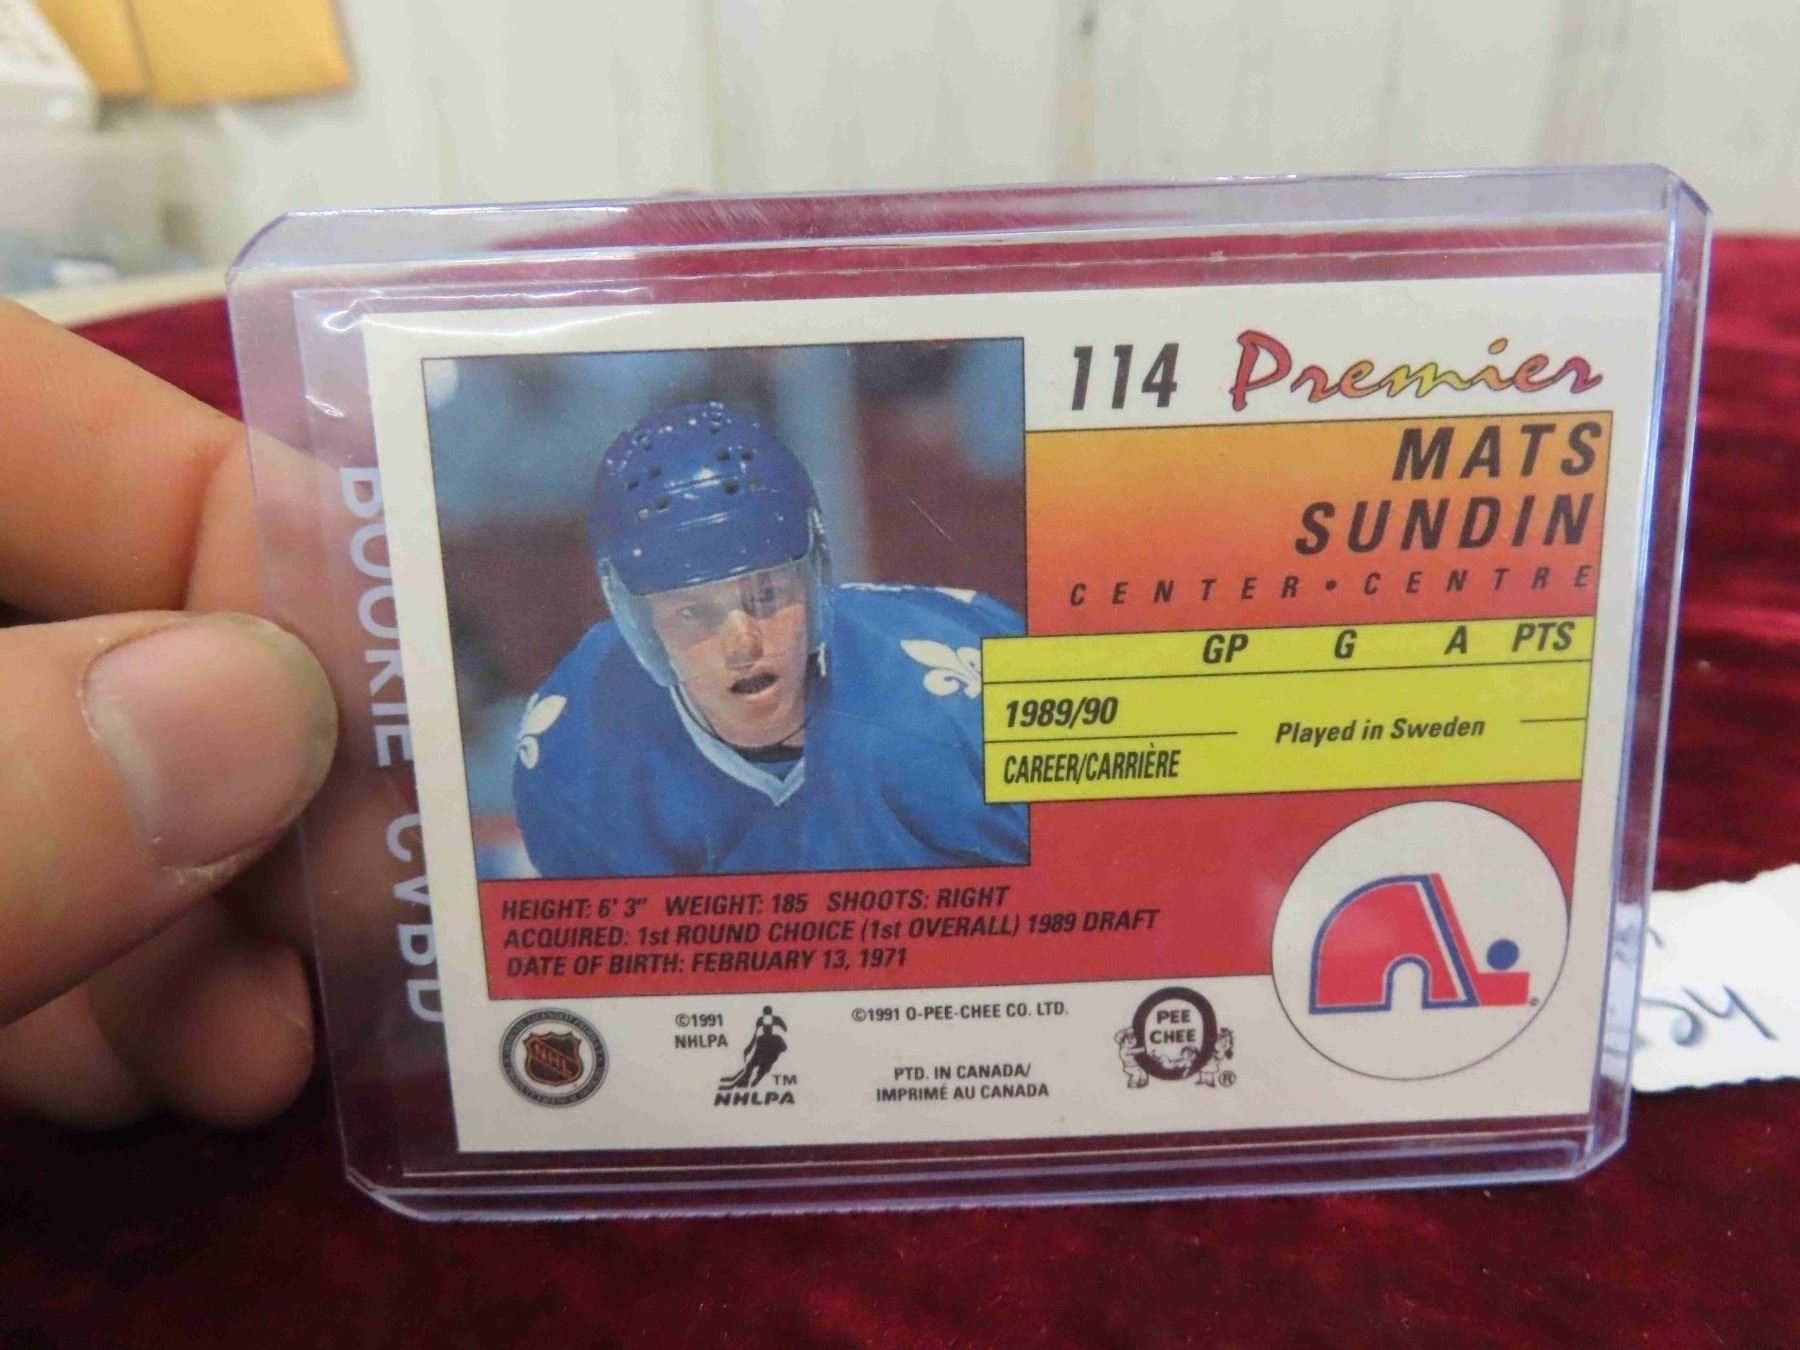 114 Premier
MATS
SUNDIN
CENTER • CENTRE
GP G A PTS
1989/90
Played in Sweden
CAREER/CARRIÈRE
HEIGHT: 6' 3" WEIGHT: 185 SHOOTS: RIGHT
ACQUIRED: 1st ROUND CHOICE (1st OVERALL) 1989 DRAFT
DATE OF BIRTH: FEBRUARY 13, 1971
NHL
©1991
NHLPA
TM
NHLPA
©1991 O-PEE-CHEE CO. LTD.
PTD. IN CANADA/
IMPRIMÉ AU CANADA
PEE
CHEE
®